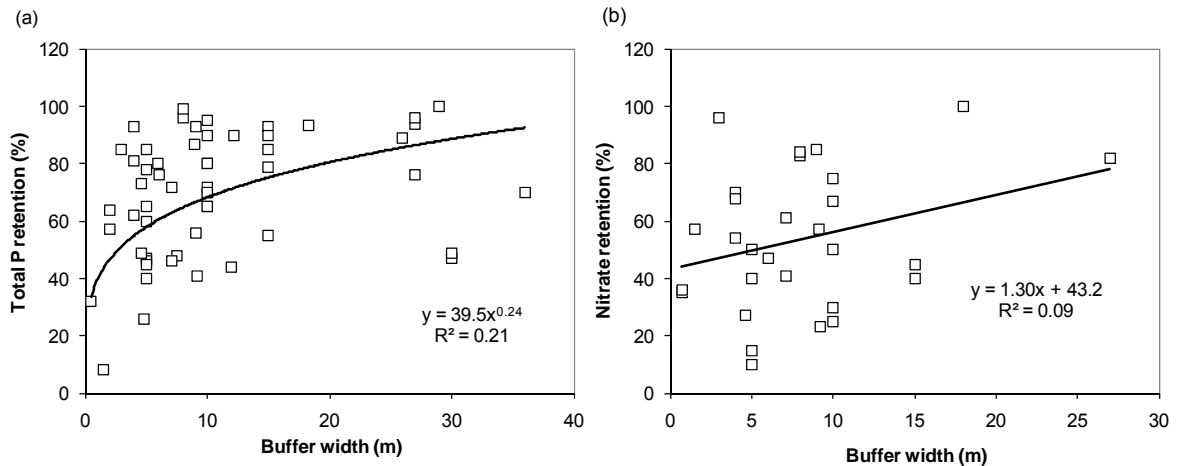 (a)
Total P retention (%)
120
100
80
60
40
20
0
y = 39.5x^0.24
R² = 0.21
0 10 20 30 40
Buffer width (m)
(b)
Nitrate retention (%)
120
100
80
60
40
20
0
y = 1.30x + 43.2
R² = 0.09
0 5 10 15 20 25 30
Buffer width (m)